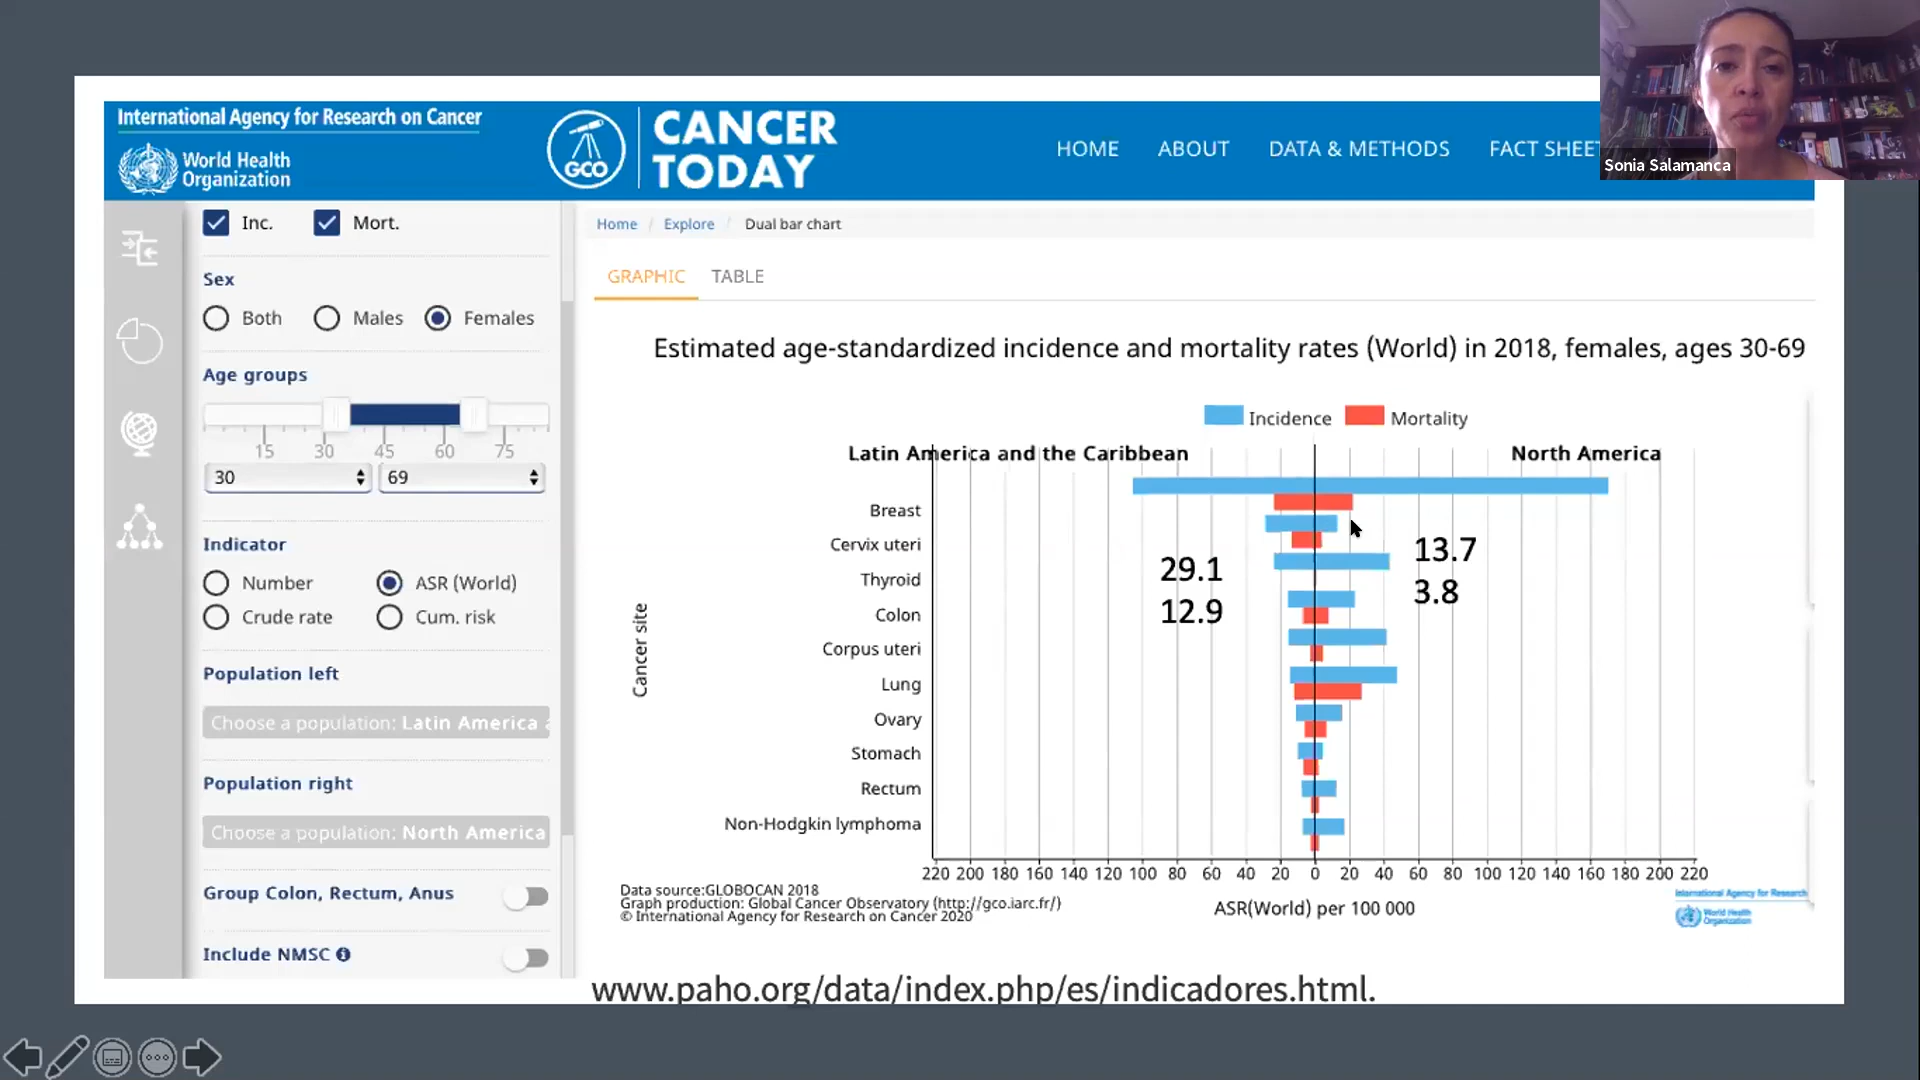 International Agency for Research on Cancer
World Health
Organization
GCO
CANCER
TODAY
HOME ABOUT DATA & METHODS FACT SHEET
Sonia Salamanca
Inc. Mort.
Sex
Both Males Females
Age groups
15 30 45 60 75
30 69
Indicator
Number ASR (World)
Crude rate Cum. risk
Population left
Choose a population: Latin America a
Population right
Choose a population: North America
Group Colon, Rectum, Anus
Include NMSC
Home / Explore / Dual bar chart
GRAPHIC TABLE
Estimated age-standardized incidence and mortality rates (World) in 2018, females, ages 30-69
Incidence Mortality
Latin America and the Caribbean North America
Cancer site
Breast
Cervix uteri
Thyroid
Colon
Corpus uteri
Lung
Ovary
Stomach
Rectum
Non-Hodgkin lymphoma
29.1
12.9
13.7
3.8
220 200 180 160 140 120 100 80 60 40 20 0 20 40 60 80 100 120 140 160 180 200 220
ASR(World) per 100 000
Data source:GLOBOCAN 2018
Graph production: Global Cancer Observatory (http://gco.iarc.fr/)
© International Agency for Research on Cancer 2020
International Agency for Research
World Health
Organization
www.paho.org/data/index.php/es/indicadores.html.